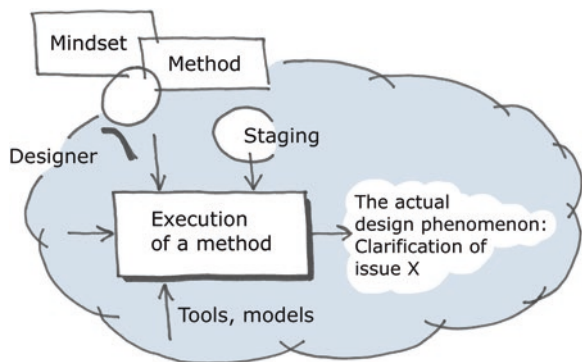 Mindset
Method
Designer
Staging
Execution
of a method
The actual
design phenomenon:
Clarification of
issue X
Tools, models